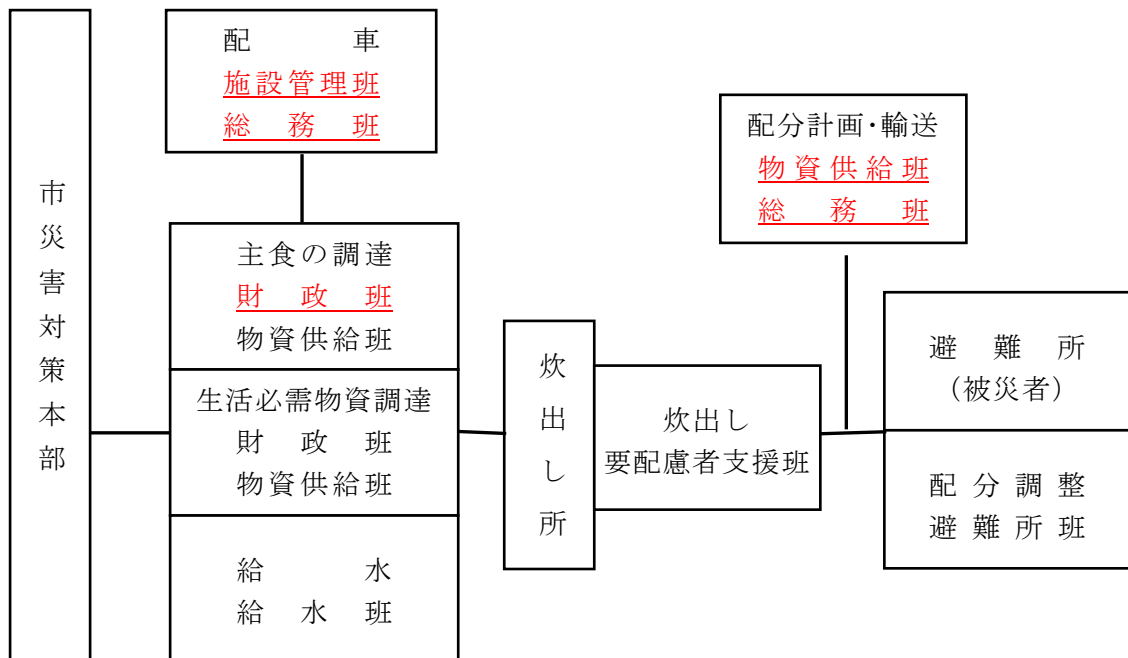 市災害対策本部
配車
施設管理班
総務班
主食の調達
財政班
物資供給班
生活必需物資調達
財政班
物資供給班
給水
給水班
炊出し所
炊出し
要配慮者支援班
配分計画・輸送
物資供給班
総務班
避難所
（被災者）
配分調整
避難所班